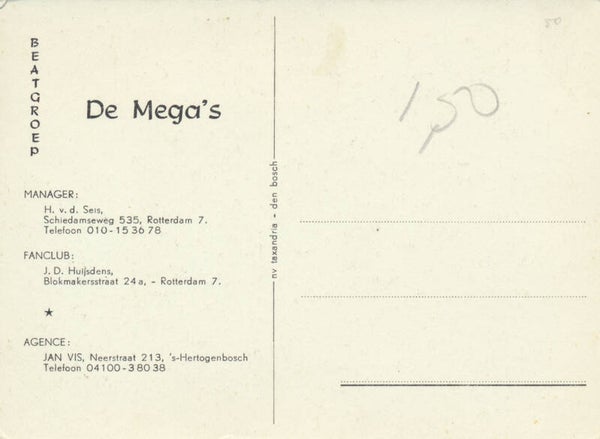 BEATGROEP
De Mega's
MANAGER:
H. v. d. Seis,
Schiedamseweg 535, Rotterdam 7.
Telefoon 010-153678
FANCLUB:
J. D. Huijsdens,
Blokmakersstraat 24a, - Rotterdam 7.
★
AGENCE:
JAN VIS, Neerstraat 213, 's-Hertogenbosch
Telefoon 04100-38038
nv taxandria - den bosch
1,50
50